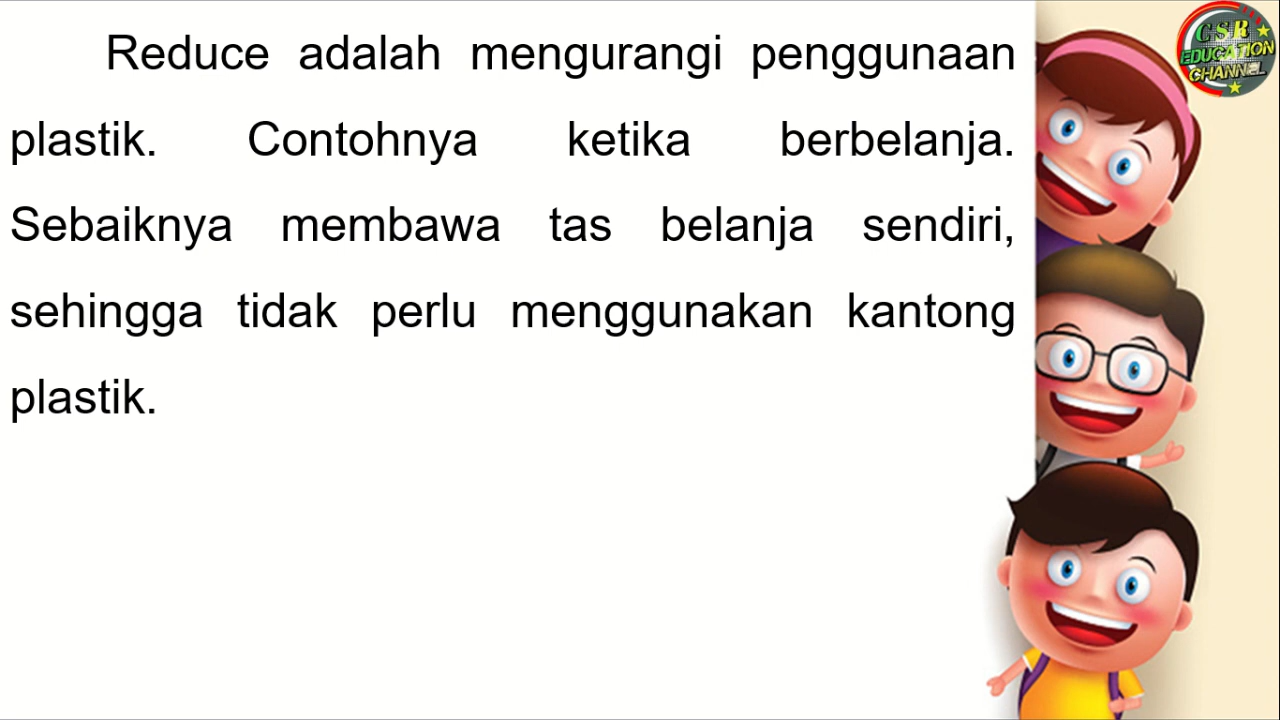 Reduce adalah mengurangi penggunaan
plastik. Contohnya ketika berbelanja.
Sebaiknya membawa tas belanja sendiri,
sehingga tidak perlu menggunakan kantong
plastik.
CSR
EDUCATION
CHANNEL